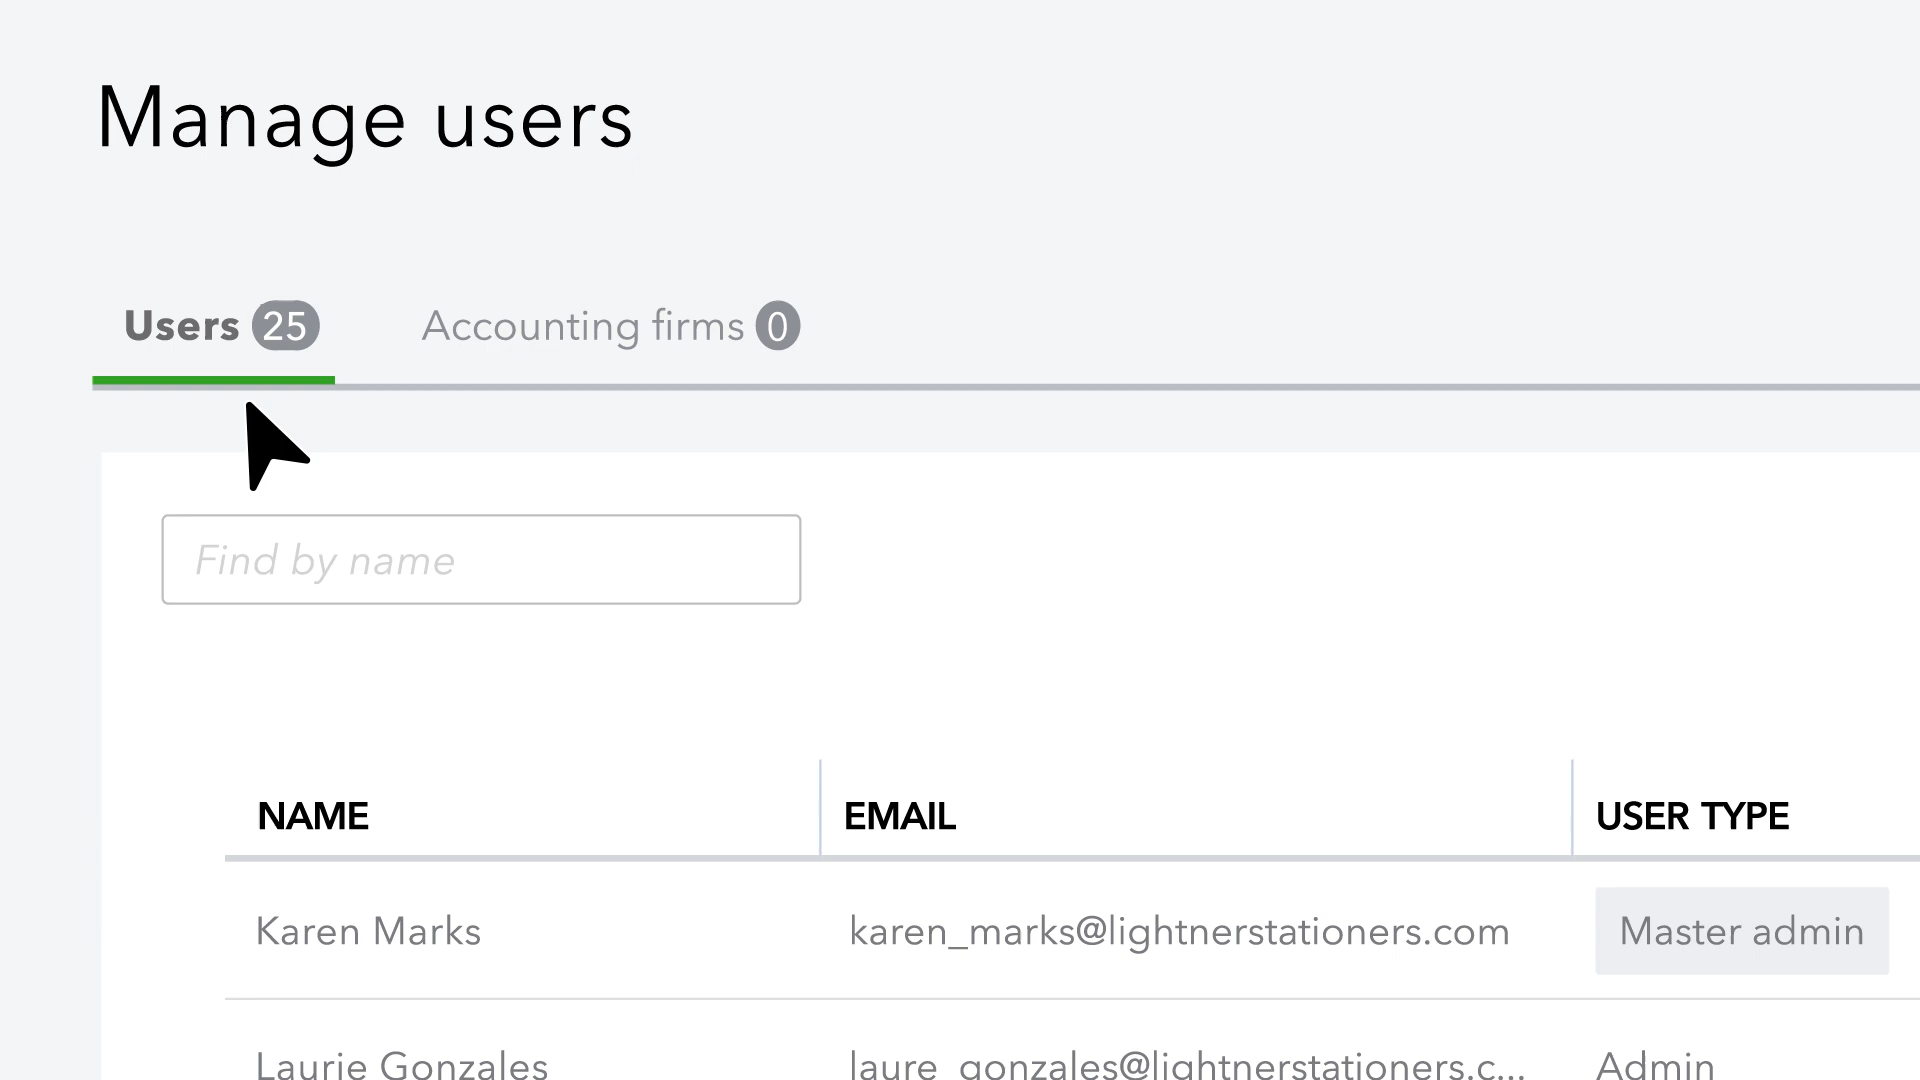 Manage users
Users 25 Accounting firms 0
Find by name
NAME EMAIL USER TYPE
Karen Marks karen_marks@lightnerstationers.com Master admin
Laurie Gonzales laure_gonzales@lightnerstationers.c... Admin